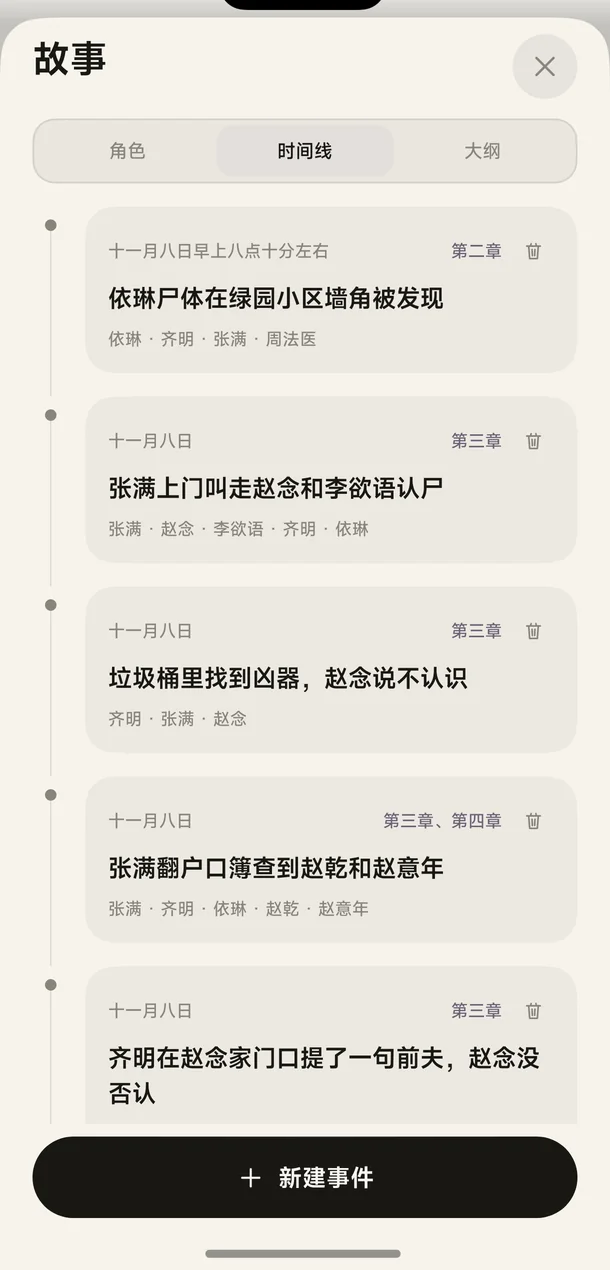 故事
角色 时间线 大纲
十一月八日早上八点十分左右 第二章
依琳尸体在绿园小区墙角被发现
依琳 · 齐明 · 张满 · 周法医
十一月八日 第三章
张满上门叫走赵念和李欲语认尸
张满 · 赵念 · 李欲语 · 齐明 · 依琳
十一月八日 第三章
垃圾桶里找到凶器，赵念说不认识
齐明 · 张满 · 赵念
十一月八日 第三章、第四章
张满翻户口簿查到赵乾和赵意年
张满 · 齐明 · 依琳 · 赵乾 · 赵意年
十一月八日 第三章
齐明在赵念家门口提了一句前夫，赵念没
否认
新建事件